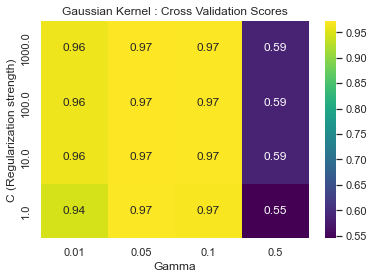 Gaussian Kernel : Cross Validation Scores
C (Regularization strength)
1000.0 0.96 0.97 0.97 0.59
100.0 0.96 0.97 0.97 0.59
10.0 0.96 0.97 0.97 0.59
1.0 0.94 0.97 0.97 0.55
0.01 0.05 0.1 0.5
Gamma
0.95
0.90
0.85
0.80
0.75
0.70
0.65
0.60
0.55